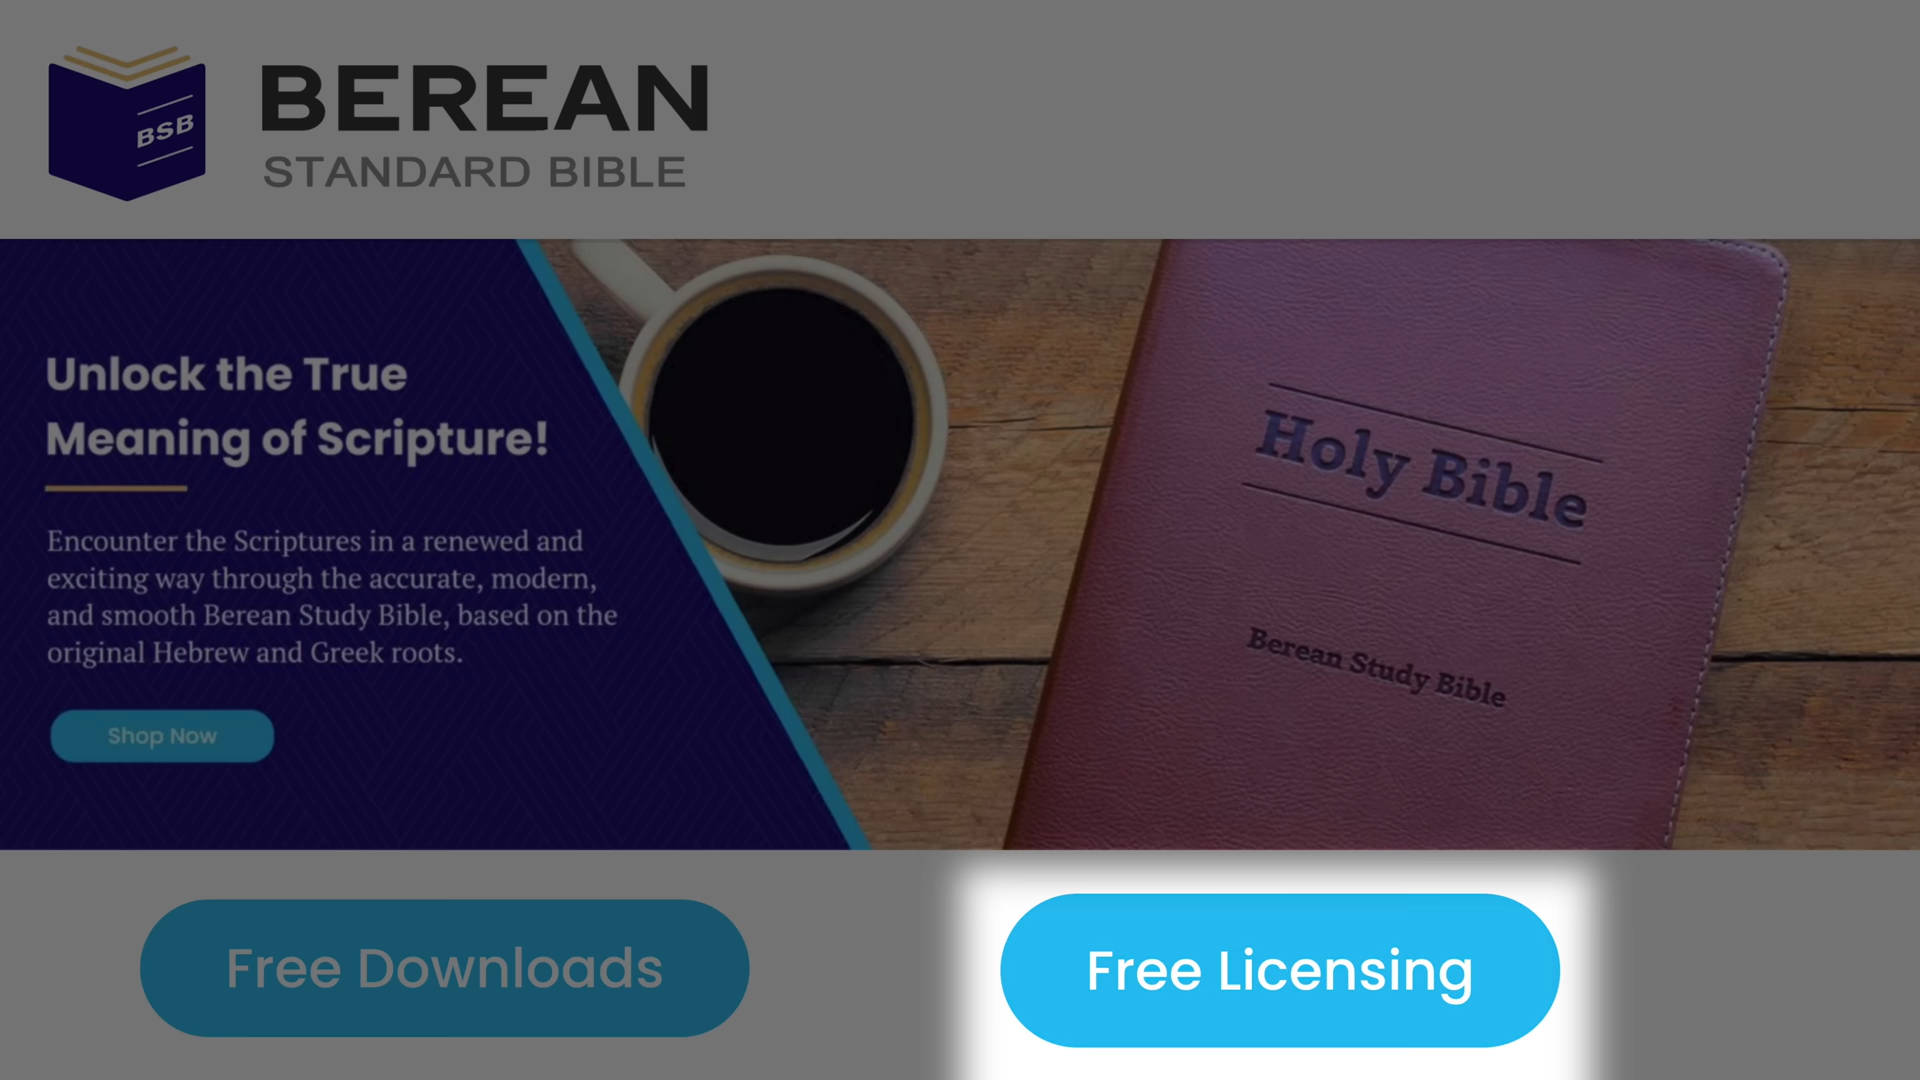 BSB
BEREAN
STANDARD BIBLE
Unlock the True
Meaning of Scripture!
Encounter the Scriptures in a renewed and
exciting way through the accurate, modern,
and smooth Berean Study Bible, based on the
original Hebrew and Greek roots.
Shop Now
Holy Bible
Berean Study Bible
Free Downloads
Free Licensing